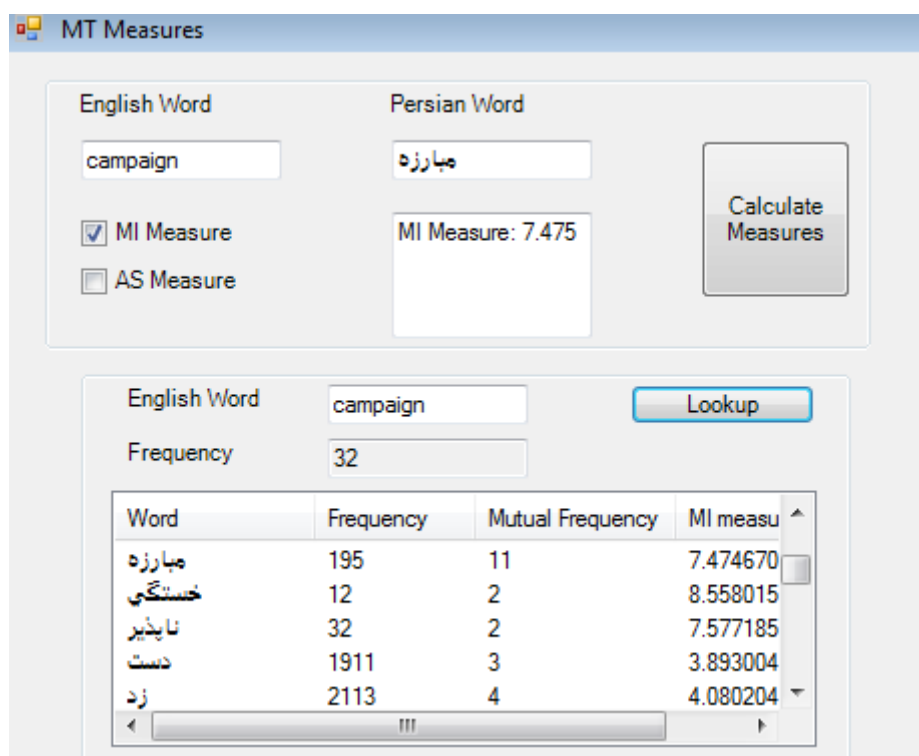 MT Measures
English Word Persian Word
campaign مبارزه
Calculate
Measures
MI Measure MI Measure: 7.475
AS Measure
English Word campaign Lookup
Frequency 32
Word Frequency Mutual Frequency MI measu
مبارزه 195 11 7.474670
خستگی 12 2 8.558015
ناپذیر 32 2 7.577185
دست 1911 3 3.893004
زد 2113 4 4.080204